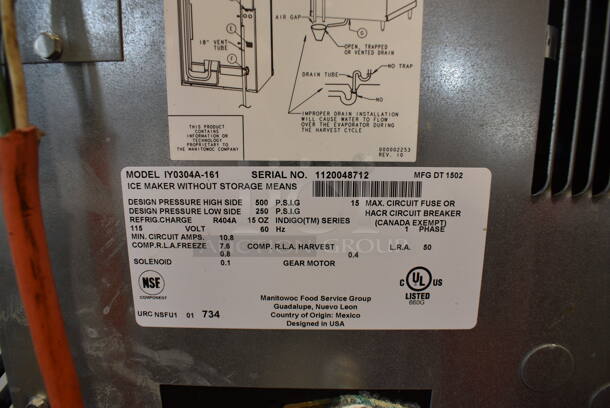 AIR GAP
E
G
18" VENT
TUBE
F
OPEN, TRAPPED
OR VENTED DRAIN
DRAIN TUBE
NO TRAP
NO
IMPROPER DRAIN INSTALLATION
WILL CAUSE WATER TO FLOW
OVER THE EVAPORATOR DURING
THE HARVEST CYCLE
THIS PRODUCT
CONTAINS
INFORMATION OR
TECHNOLOGY
PROPRIETARY TO
THE MANITOWOC COMPANY
000002253
REV. 10
MODEL IY0304A-161 SERIAL NO. 1120048712 MFG DT 1502
ICE MAKER WITHOUT STORAGE MEANS
DESIGN PRESSURE HIGH SIDE 500 P.S.I.G 15 MAX. CIRCUIT FUSE OR
DESIGN PRESSURE LOW SIDE 250 P.S.I.G HACR CIRCUIT BREAKER
REFRIG.CHARGE R404A 15 OZ INDIGO(TM) SERIES (CANADA EXEMPT)
115 VOLT 60 Hz 1 PHASE
MIN. CIRCUIT AMPS. 10.8
COMP.R.L.A.FREEZE 7.6 COMP. R.L.A. HARVEST L.R.A. 50
0.8 0.4
SOLENOID 0.1 GEAR MOTOR
NSF
COMPONENT
C UL US
LISTED
660G
Manitowoc Food Service Group
Guadalupe, Nuevo Leon
Country of Origin: Mexico
Designed in USA
URC NSFU1 01 734